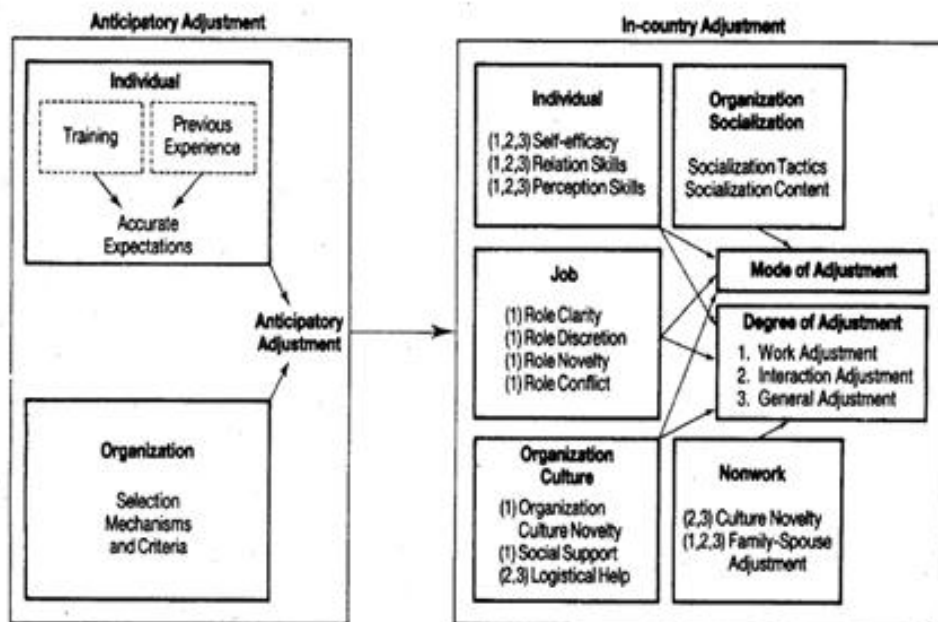 Anticipatory Adjustment
Individual
Training
Previous
Experience
Accurate
Expectations
Anticipatory
Adjustment
Organization
Selection
Mechanisms
and Criteria
In-country Adjustment
Individual
(1,2,3) Self-efficacy
(1,2,3) Relation Skills
(1,2,3) Perception Skills
Organization
Socialization
Socialization Tactics
Socialization Content
Job
(1) Role Clarity
(1) Role Discretion
(1) Role Novelty
(1) Role Conflict
Mode of Adjustment
Degree of Adjustment
1. Work Adjustment
2. Interaction Adjustment
3. General Adjustment
Organization
Culture
(1) Organization
Culture Novelty
(1) Social Support
(2,3) Logistical Help
Nonwork
(2,3) Culture Novelty
(1,2,3) Family-Spouse
Adjustment